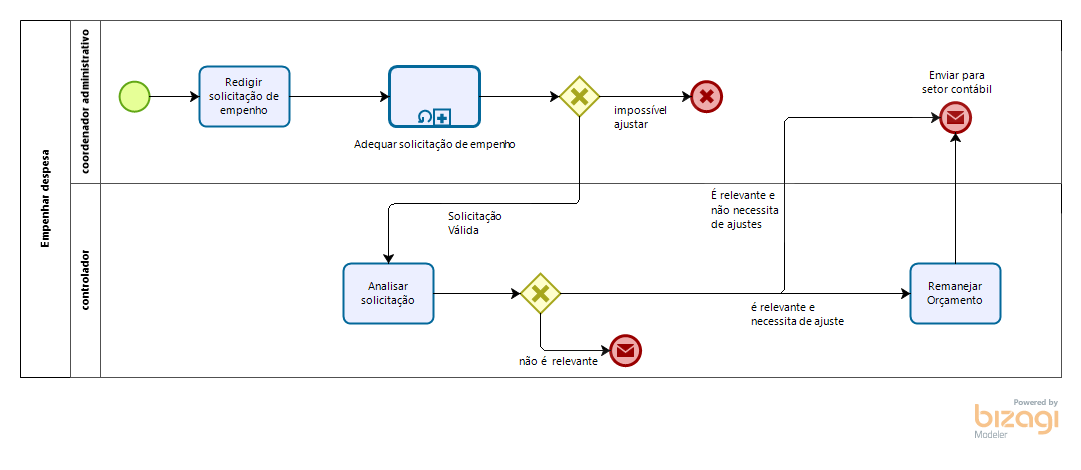 Empenhar despesa
coordenador administrativo
Redigir
solicitação de
empenho
Adequar solicitação de empenho
impossível
ajustar
Enviar para
setor contábil
controlador
Solicitação
Válida
É relevante e
não necessita
de ajustes
Analisar
solicitação
não é relevante
é relevante e
necessita de ajuste
Remanejar
Orçamento
Powered by
bizagi
Modeler